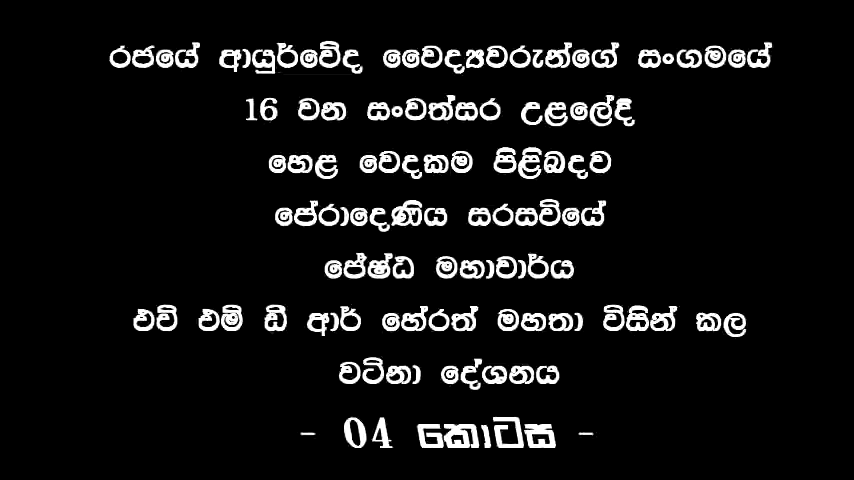 රජයේ ආයුර්වේද වෛද්‍යවරුන්ගේ සංගමයේ
16 වන සංවත්සර උළලේදී
හෙළ වෙදකම පිළිබදව
පේරාදෙණිය සරසවියේ
ජේෂ්ඨ මහාචාර්ය
එච් එම් ඩී ආර් හේරත් මහතා විසින් කල
වටිනා දේශනය
- 04 කොටස -